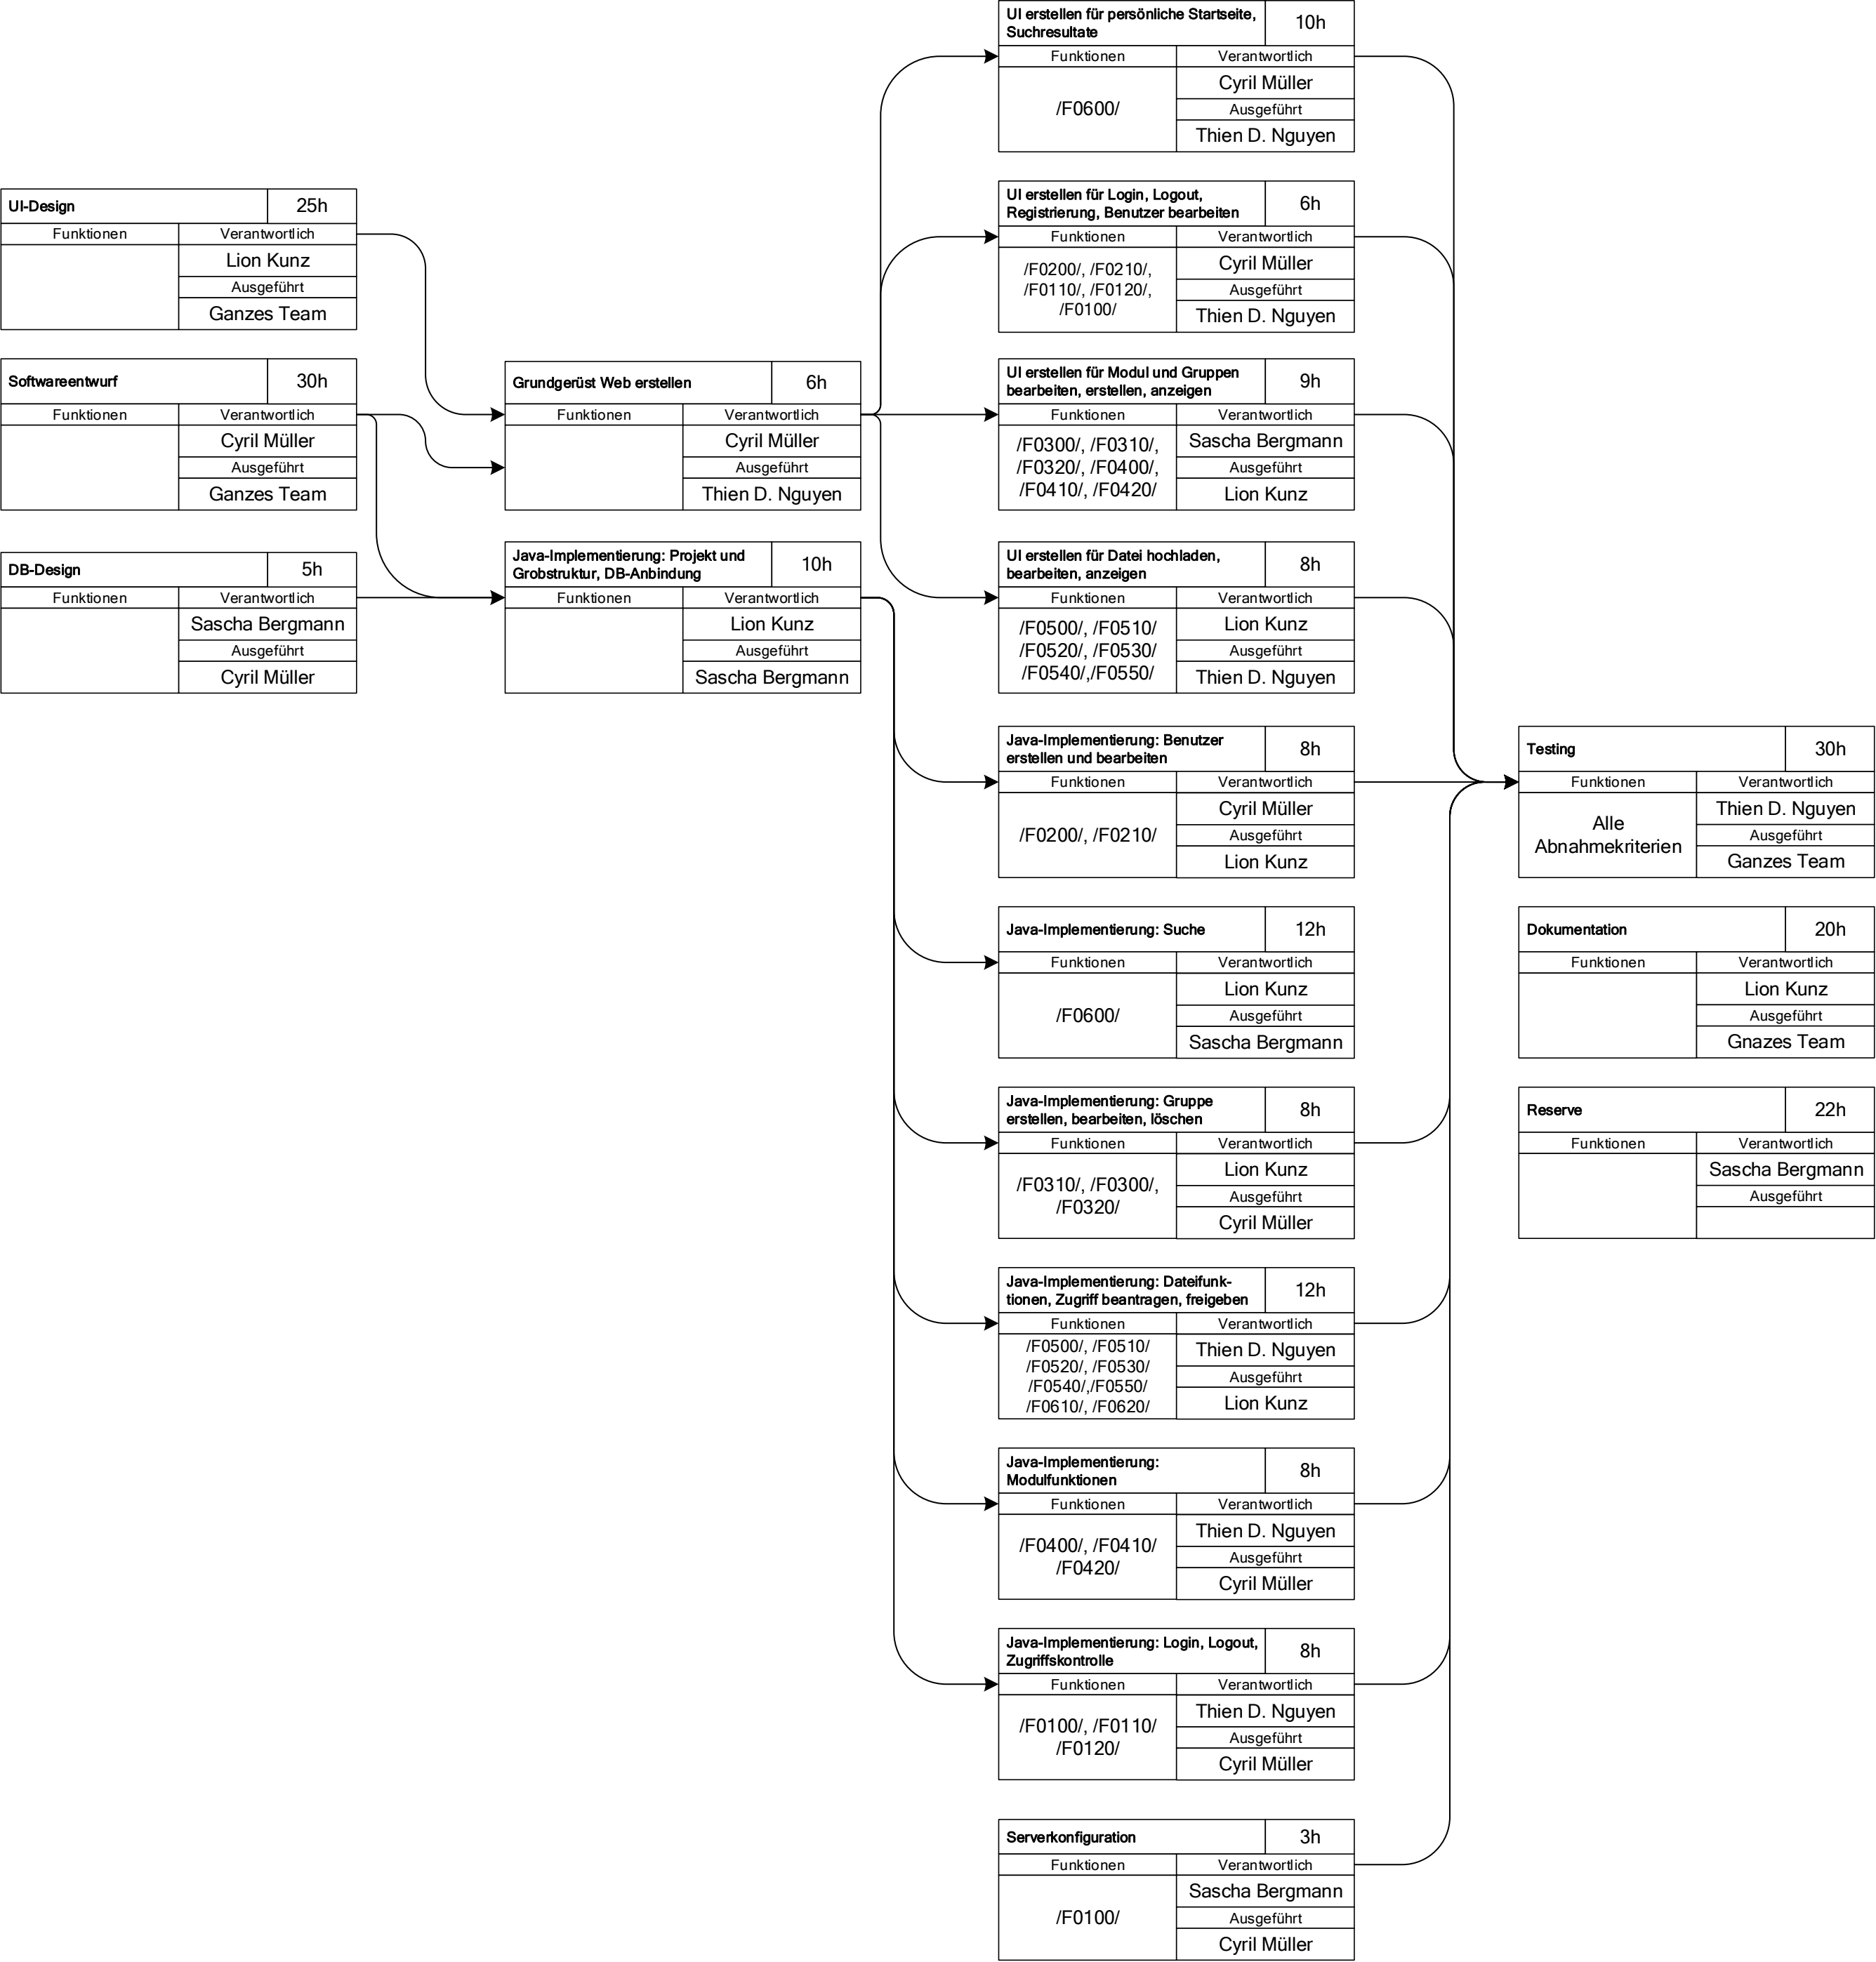 UI-Design
25h
Funktionen
Verantwortlich
Lion Kunz
Ausgeführt
Ganzes Team
Softwareentwurf
30h
Funktionen
Verantwortlich
Cyril Müller
Ausgeführt
Ganzes Team
DB-Design
5h
Funktionen
Verantwortlich
Sascha Bergmann
Ausgeführt
Cyril Müller
Grundgerüst Web erstellen
6h
Funktionen
Verantwortlich
Cyril Müller
Ausgeführt
Thien D. Nguyen
Java-Implementierung: Projekt und
Grobstruktur, DB-Anbindung
10h
Funktionen
Verantwortlich
Lion Kunz
Ausgeführt
Sascha Bergmann
UI erstellen für persönliche Startseite,
Suchresultate
10h
Funktionen
Verantwortlich
/F0600/
Cyril Müller
Ausgeführt
Thien D. Nguyen
UI erstellen für Login, Logout,
Registrierung, Benutzer bearbeiten
6h
Funktionen
Verantwortlich
/F0200/, /F0210/,
/F0110/, /F0120/,
/F0100/
Cyril Müller
Ausgeführt
Thien D. Nguyen
UI erstellen für Modul und Gruppen
bearbeiten, erstellen, anzeigen
9h
Funktionen
Verantwortlich
/F0300/, /F0310/,
/F0320/, /F0400/,
/F0410/, /F0420/
Sascha Bergmann
Ausgeführt
Lion Kunz
UI erstellen für Datei hochladen,
bearbeiten, anzeigen
8h
Funktionen
Verantwortlich
/F0500/, /F0510/
/F0520/, /F0530/
/F0540/,/F0550/
Lion Kunz
Ausgeführt
Thien D. Nguyen
Java-Implementierung: Benutzer
erstellen und bearbeiten
8h
Funktionen
Verantwortlich
/F0200/, /F0210/
Cyril Müller
Ausgeführt
Lion Kunz
Java-Implementierung: Suche
12h
Funktionen
Verantwortlich
/F0600/
Lion Kunz
Ausgeführt
Sascha Bergmann
Java-Implementierung: Gruppe
erstellen, bearbeiten, löschen
8h
Funktionen
Verantwortlich
/F0310/, /F0300/,
/F0320/
Lion Kunz
Ausgeführt
Cyril Müller
Java-Implementierung: Dateifunk-
tionen, Zugriff beantragen, freigeben
12h
Funktionen
Verantwortlich
/F0500/, /F0510/
/F0520/, /F0530/
/F0540/,/F0550/
/F0610/, /F0620/
Thien D. Nguyen
Ausgeführt
Lion Kunz
Java-Implementierung:
Modulfunktionen
8h
Funktionen
Verantwortlich
/F0400/, /F0410/
/F0420/
Thien D. Nguyen
Ausgeführt
Cyril Müller
Java-Implementierung: Login, Logout,
Zugriffskontrolle
8h
Funktionen
Verantwortlich
/F0100/, /F0110/
/F0120/
Thien D. Nguyen
Ausgeführt
Cyril Müller
Serverkonfiguration
3h
Funktionen
Verantwortlich
/F0100/
Sascha Bergmann
Ausgeführt
Cyril Müller
Testing
30h
Funktionen
Verantwortlich
Alle
Abnahmekriterien
Thien D. Nguyen
Ausgeführt
Ganzes Team
Dokumentation
20h
Funktionen
Verantwortlich
Lion Kunz
Ausgeführt
Gnazes Team
Reserve
22h
Funktionen
Verantwortlich
Sascha Bergmann
Ausgeführt